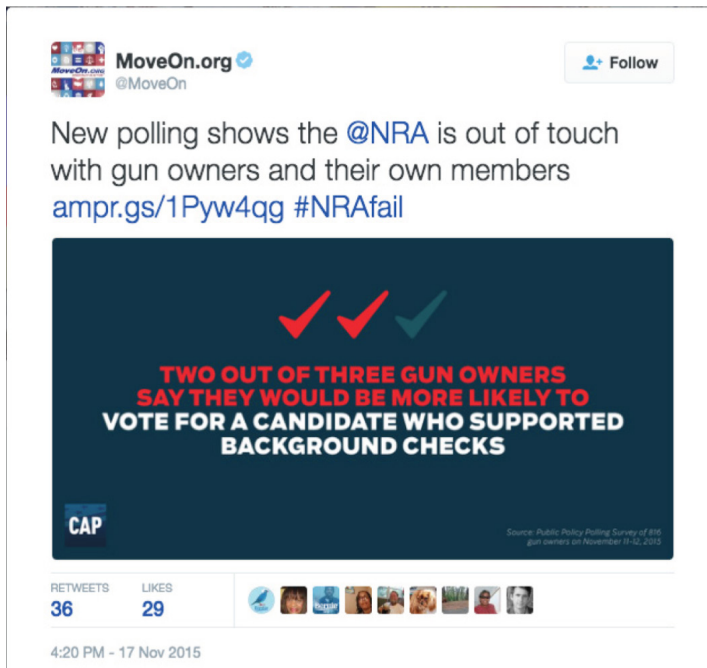 MoveOn.org
Follow
@MoveOn
New polling shows the @NRA is out of touch
with gun owners and their own members
ampr.gs/1Pyw4qg #NRAfail
TWO OUT OF THREE GUN OWNERS
SAY THEY WOULD BE MORE LIKELY TO
VOTE FOR A CANDIDATE WHO SUPPORTED
BACKGROUND CHECKS
CAP
Source: Public Policy Polling Survey of 816
gun owners on November 11-12, 2015
RETWEETS
LIKES
36
29
4:20 PM - 17 Nov 2015